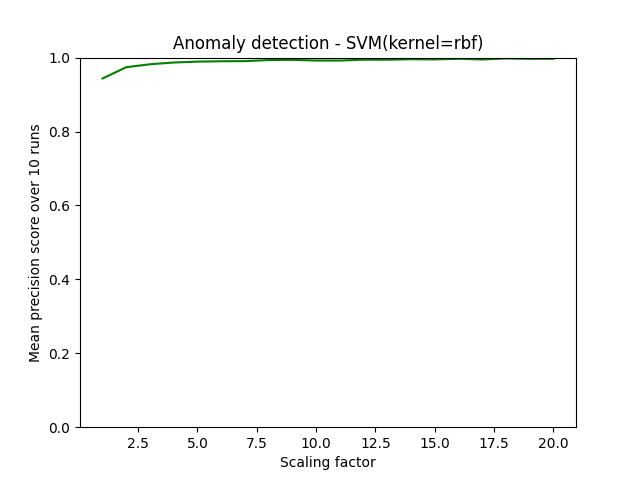 Anomaly detection - SVM(kernel=rbf)
1.0
0.8
0.6
0.4
0.2
0.0
Mean precision score over 10 runs
2.5 5.0 7.5 10.0 12.5 15.0 17.5 20.0
Scaling factor